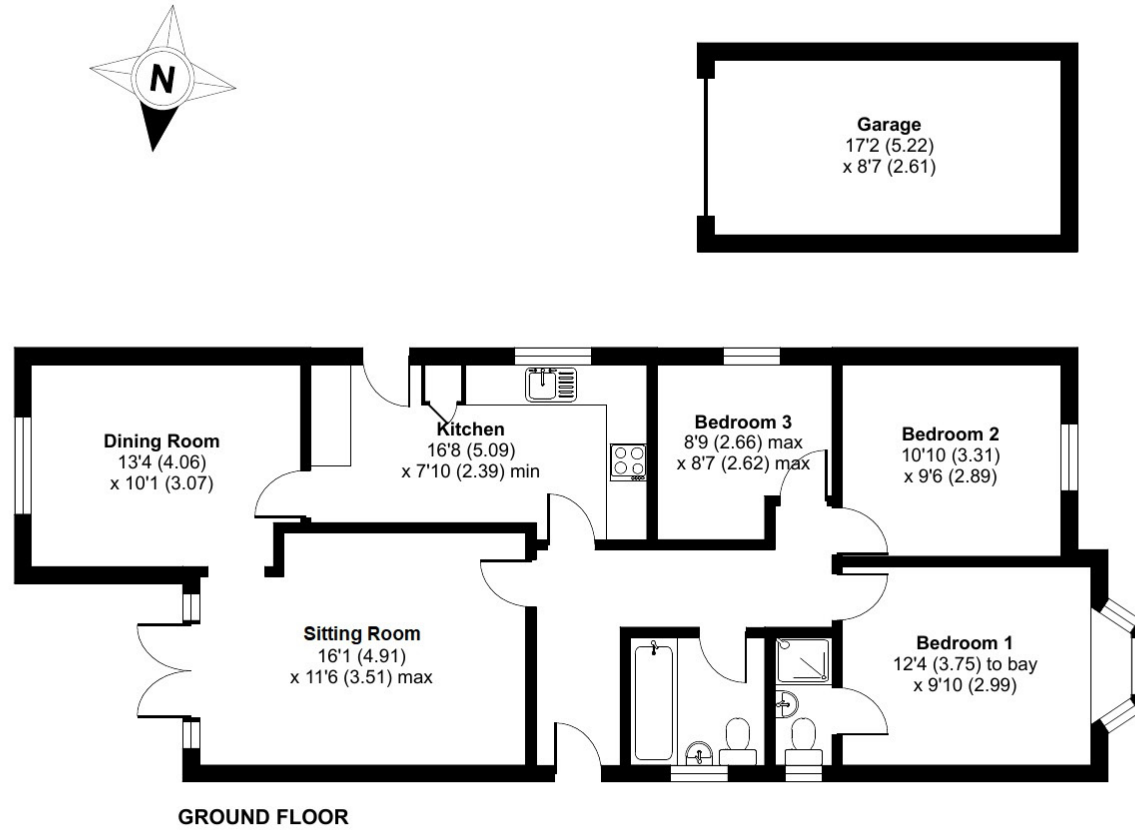 N
Garage
17'2 (5.22)
x 8'7 (2.61)
Dining Room
13'4 (4.06)
x 10'1 (3.07)
Kitchen
16'8 (5.09)
x 7'10 (2.39) min
Bedroom 3
8'9 (2.66) max
x 8'7 (2.62) max
Bedroom 2
10'10 (3.31)
x 9'6 (2.89)
Sitting Room
16'1 (4.91)
x 11'6 (3.51) max
Bedroom 1
12'4 (3.75) to bay
x 9'10 (2.99)
GROUND FLOOR